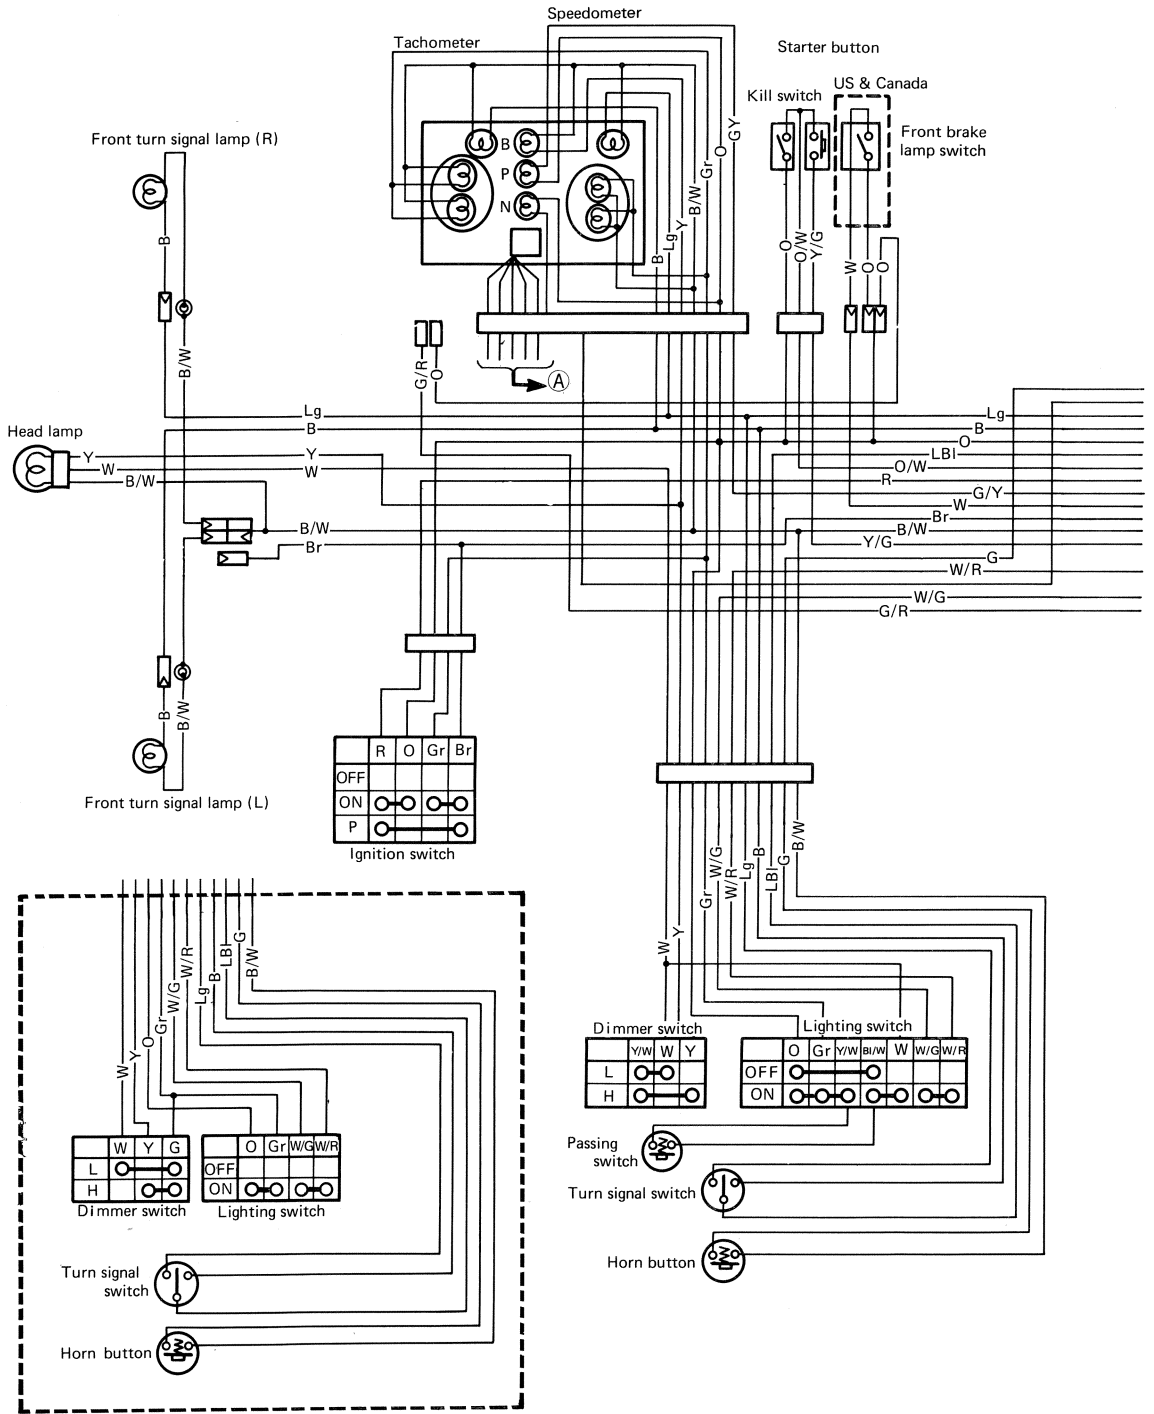 Speedometer
Tachometer
Starter button
Kill switch
US & Canada
Front brake
lamp switch
Front turn signal lamp (R)
B
P
N
GY
O
Gr
B/W
Y
Lg
B
O
O/W
Y/G
W
O
O
B
B/W
G/R
O
A
Head lamp
Lg
Lg
B
B
Y
Y
O
W
W
LBl
B/W
O/W
R
G/Y
W
Br
B/W
B/W
Br
Y/G
G
W/R
W/G
G/R
B
B/W
Front turn signal lamp (L)
R O Gr Br
OFF
ON
P
Ignition switch
W
Y
Gr
W/G
W/R
Lg
B
LBl
G
B/W
W
Y
O
Gr
W/G
W/R
Lg
B
LBl
G
B/W
Dimmer switch
Y/W W Y
L
H
Lighting switch
O Gr Y/W Bl/W W W/G W/R
OFF
ON
Passing
switch
Turn signal switch
Horn button
W Y G
L
H
Dimmer switch
O Gr W/G W/R
OFF
ON
Lighting switch
Turn signal
switch
Horn button